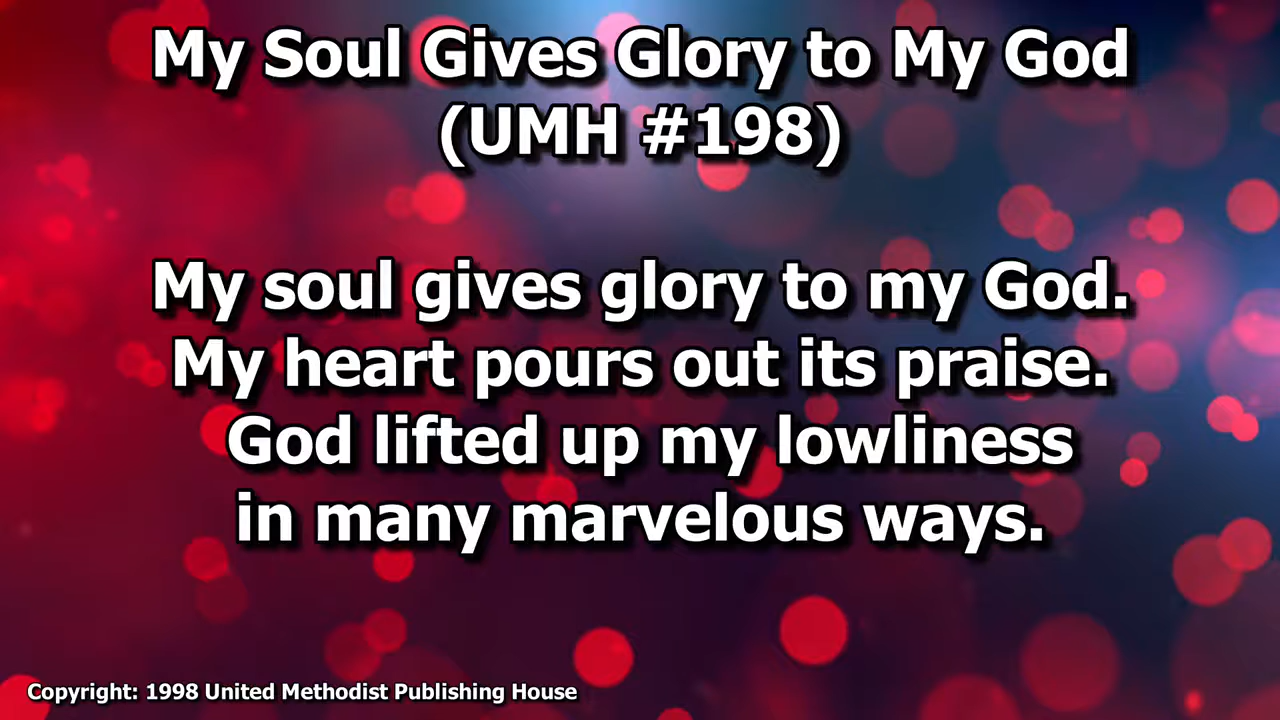 My Soul Gives Glory to My God
(UMH #198)
My soul gives glory to my God.
My heart pours out its praise.
God lifted up my lowliness
in many marvelous ways.
Copyright: 1998 United Methodist Publishing House